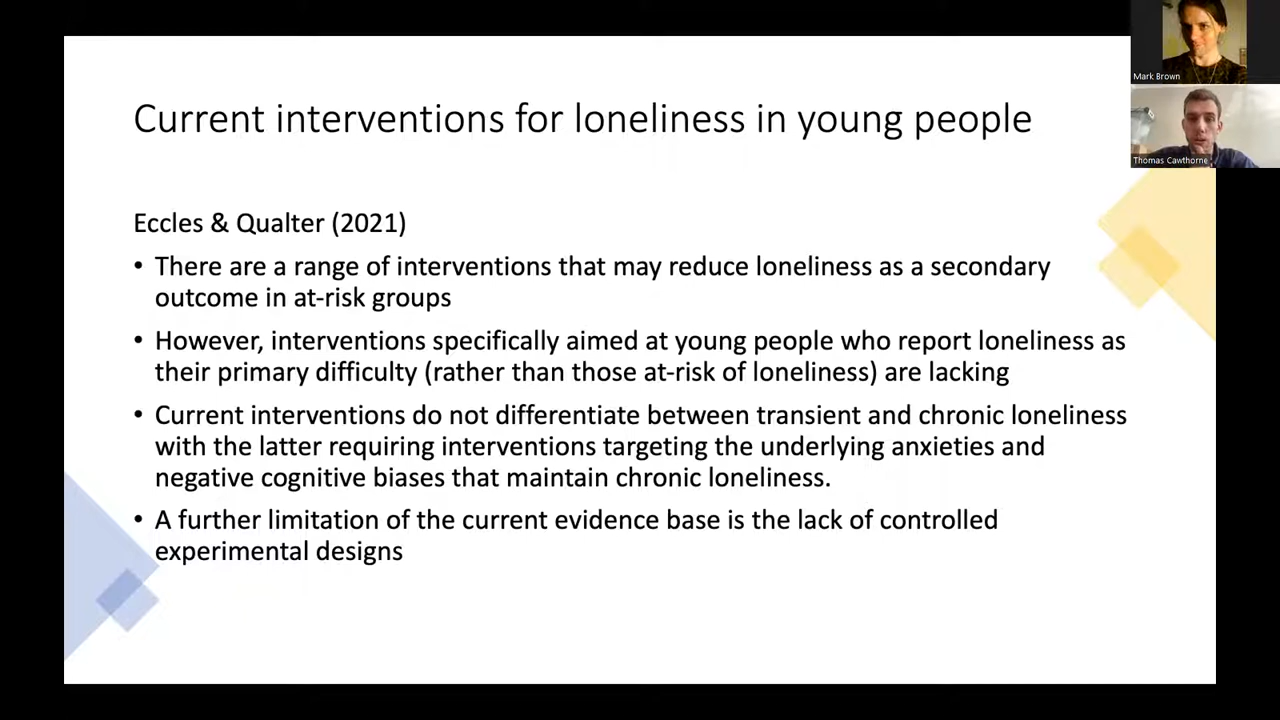 Current interventions for loneliness in young people
Mark Brown
Thomas Cawthorne
Eccles & Qualter (2021)
• There are a range of interventions that may reduce loneliness as a secondary
outcome in at-risk groups
• However, interventions specifically aimed at young people who report loneliness as
their primary difficulty (rather than those at-risk of loneliness) are lacking
• Current interventions do not differentiate between transient and chronic loneliness
with the latter requiring interventions targeting the underlying anxieties and
negative cognitive biases that maintain chronic loneliness.
• A further limitation of the current evidence base is the lack of controlled
experimental designs